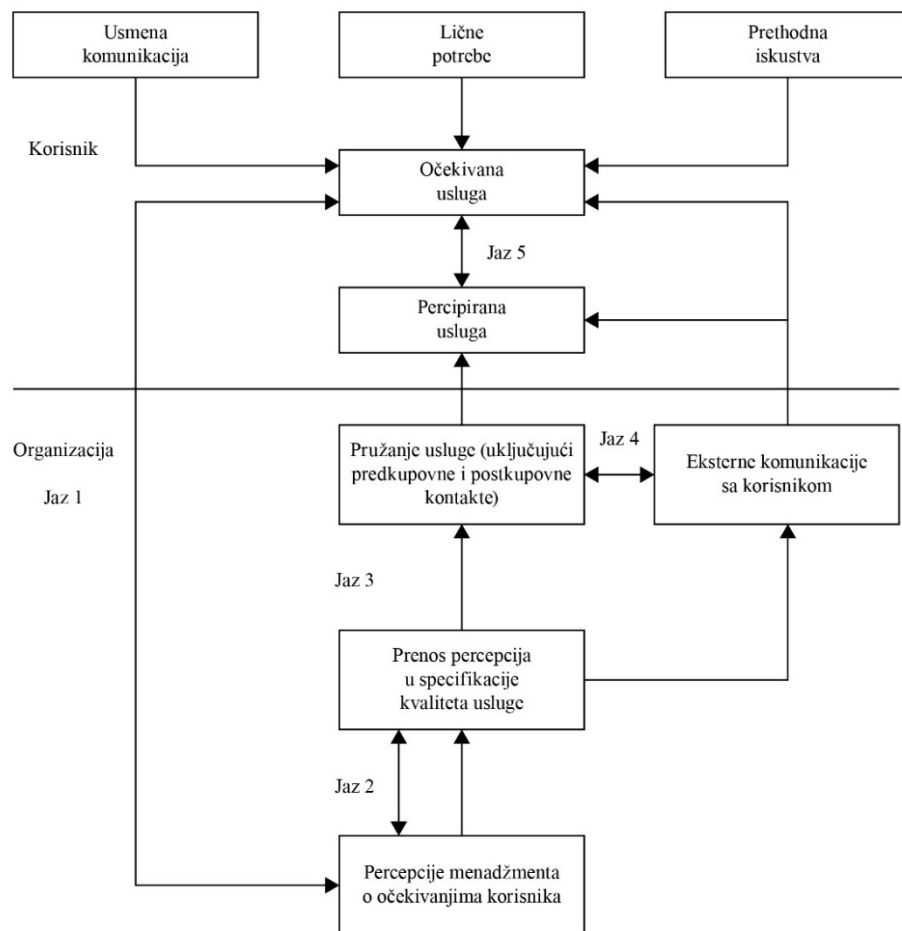 Usmena
komunikacija
Lične
potrebe
Prethodna
iskustva
Korisnik
Očekivana
usluga
Jaz 5
Percipirana
usluga
Organizacija
Jaz 1
Pružanje usluge (uključujući
predkupovne i postkupovne
kontakte)
Jaz 4
Eksterne komunikacije
sa korisnikom
Jaz 3
Prenos percepcija
u specifikacije
kvaliteta usluge
Jaz 2
Percepcije menadžmenta
o očekivanjima korisnika